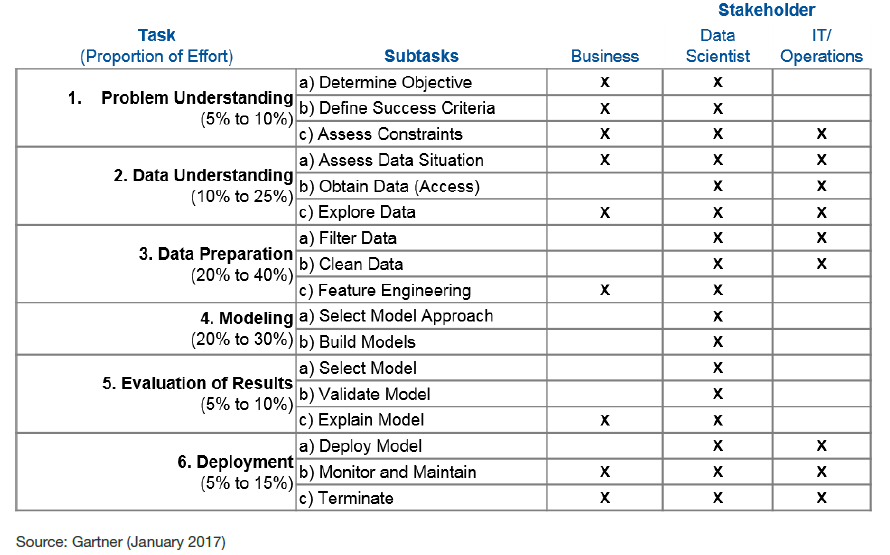 Stakeholder
Task
(Proportion of Effort)
Subtasks
Business
Data
Scientist
IT/
Operations
1. Problem Understanding
(5% to 10%)
a) Determine Objective X X
b) Define Success Criteria X X
c) Assess Constraints X X X
2. Data Understanding
(10% to 25%)
a) Assess Data Situation X X X
b) Obtain Data (Access) X X
c) Explore Data X X X
3. Data Preparation
(20% to 40%)
a) Filter Data X X
b) Clean Data X X
c) Feature Engineering X X
4. Modeling
(20% to 30%)
a) Select Model Approach X
b) Build Models X
5. Evaluation of Results
(5% to 10%)
a) Select Model X
b) Validate Model X
c) Explain Model X X
6. Deployment
(5% to 15%)
a) Deploy Model X X
b) Monitor and Maintain X X X
c) Terminate X X X
Source: Gartner (January 2017)